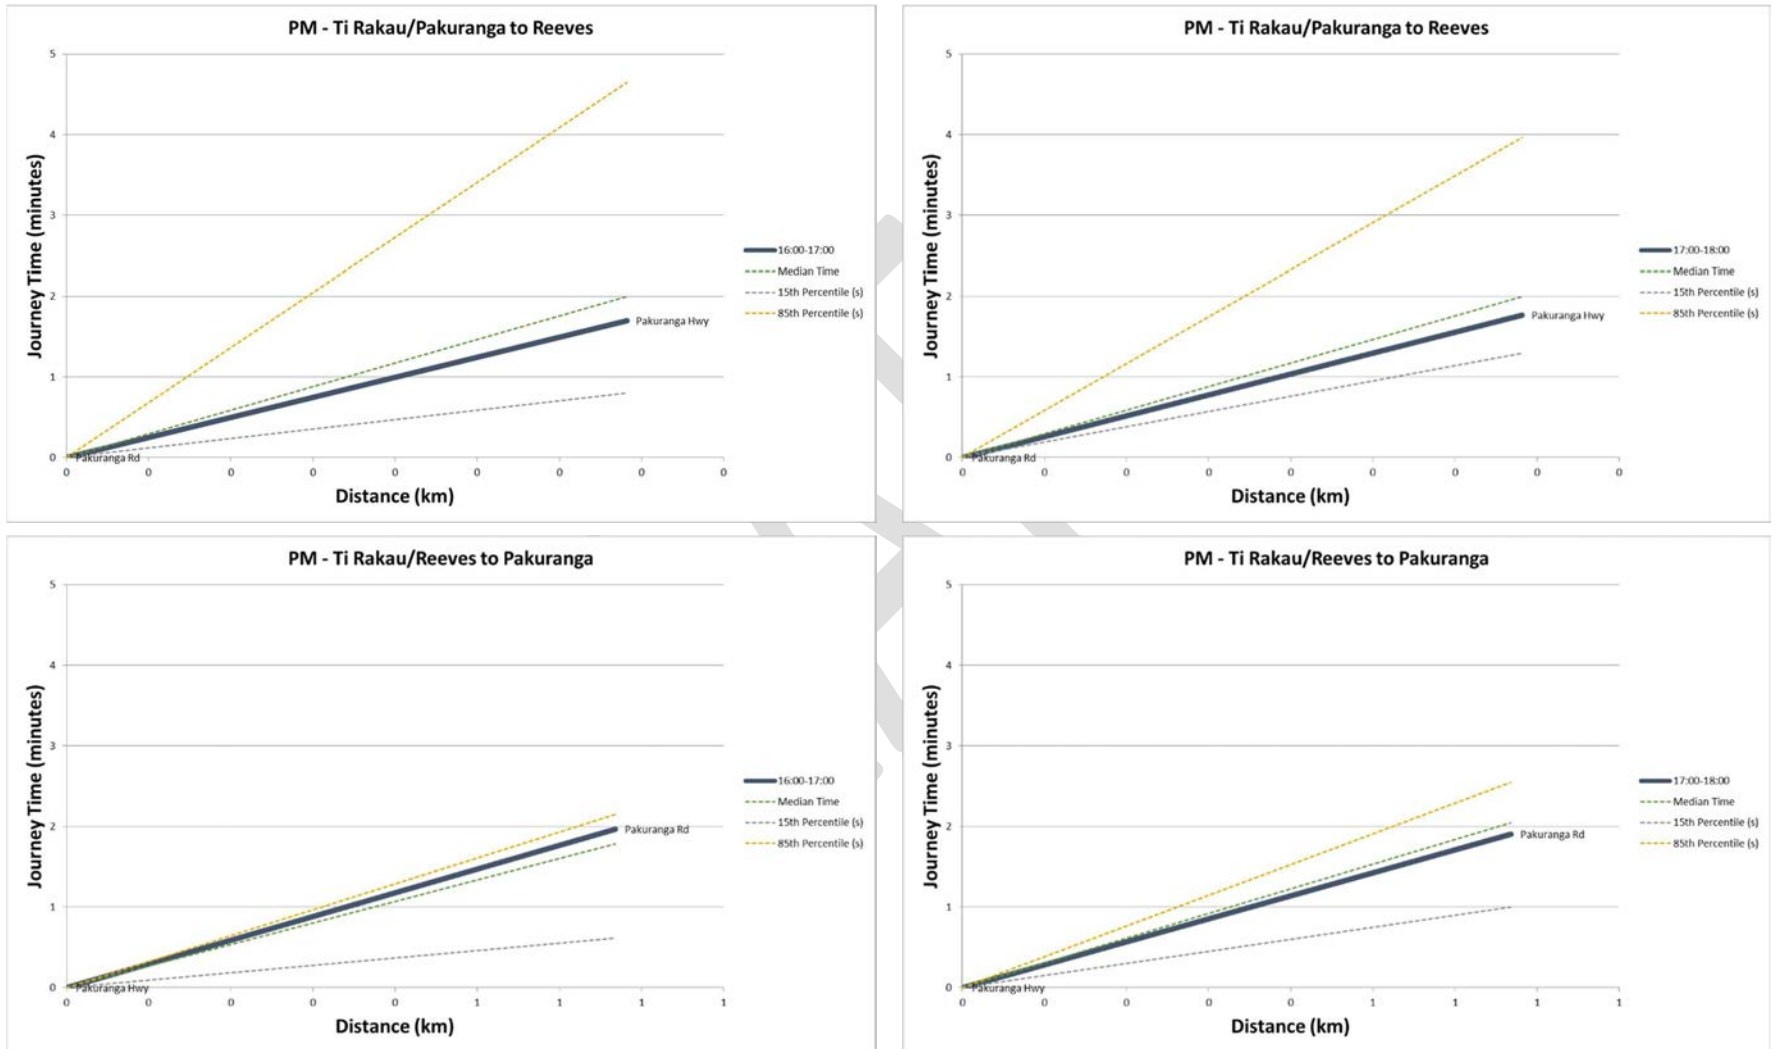 PM - Ti Rakau/Pakuranga to Reeves
Journey Time (minutes)
5
4
3
2
1
0
Pakuranga Hwy
Pakuranga Rd
0 0 0 0 0 0 0 0 0
Distance (km)
16:00-17:00
Median Time
15th Percentile (s)
85th Percentile (s)
PM - Ti Rakau/Pakuranga to Reeves
Journey Time (minutes)
5
4
3
2
1
0
Pakuranga Hwy
Pakuranga Rd
0 0 0 0 0 0 0 0 0
Distance (km)
17:00-18:00
Median Time
15th Percentile (s)
85th Percentile (s)
PM - Ti Rakau/Reeves to Pakuranga
Journey Time (minutes)
5
4
3
2
1
0
Pakuranga Rd
Pakuranga Hwy
0 0 0 0 0 1 1 1 1
Distance (km)
16:00-17:00
Median Time
15th Percentile (s)
85th Percentile (s)
PM - Ti Rakau/Reeves to Pakuranga
Journey Time (minutes)
5
4
3
2
1
0
Pakuranga Rd
Pakuranga Hwy
0 0 0 0 0 1 1 1 1
Distance (km)
17:00-18:00
Median Time
15th Percentile (s)
85th Percentile (s)